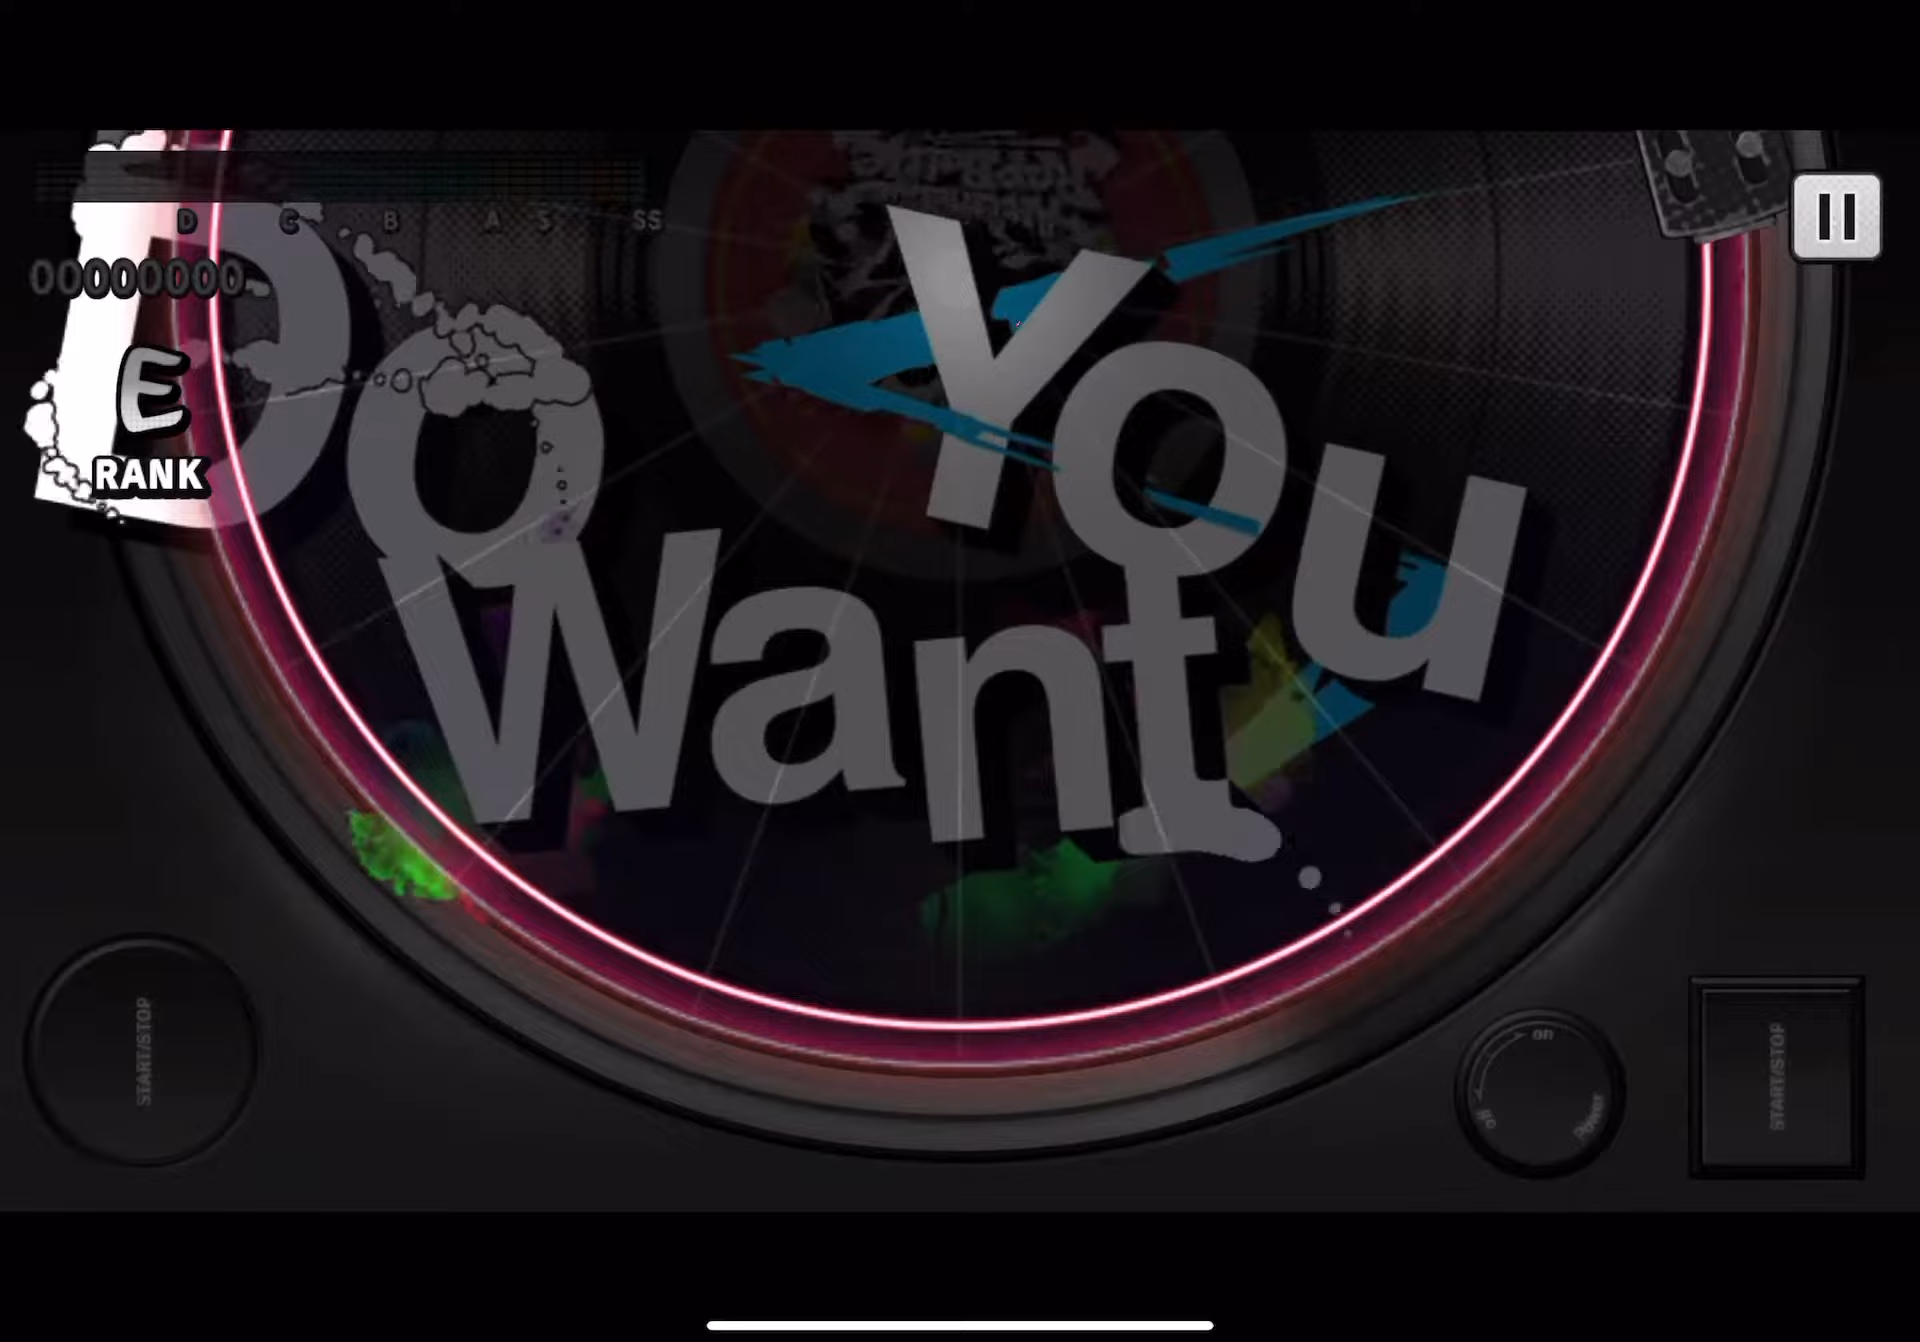 D C B A S SS
00000000
E
RANK
Do You
Want
START/STOP
on
off
Power
START/STOP